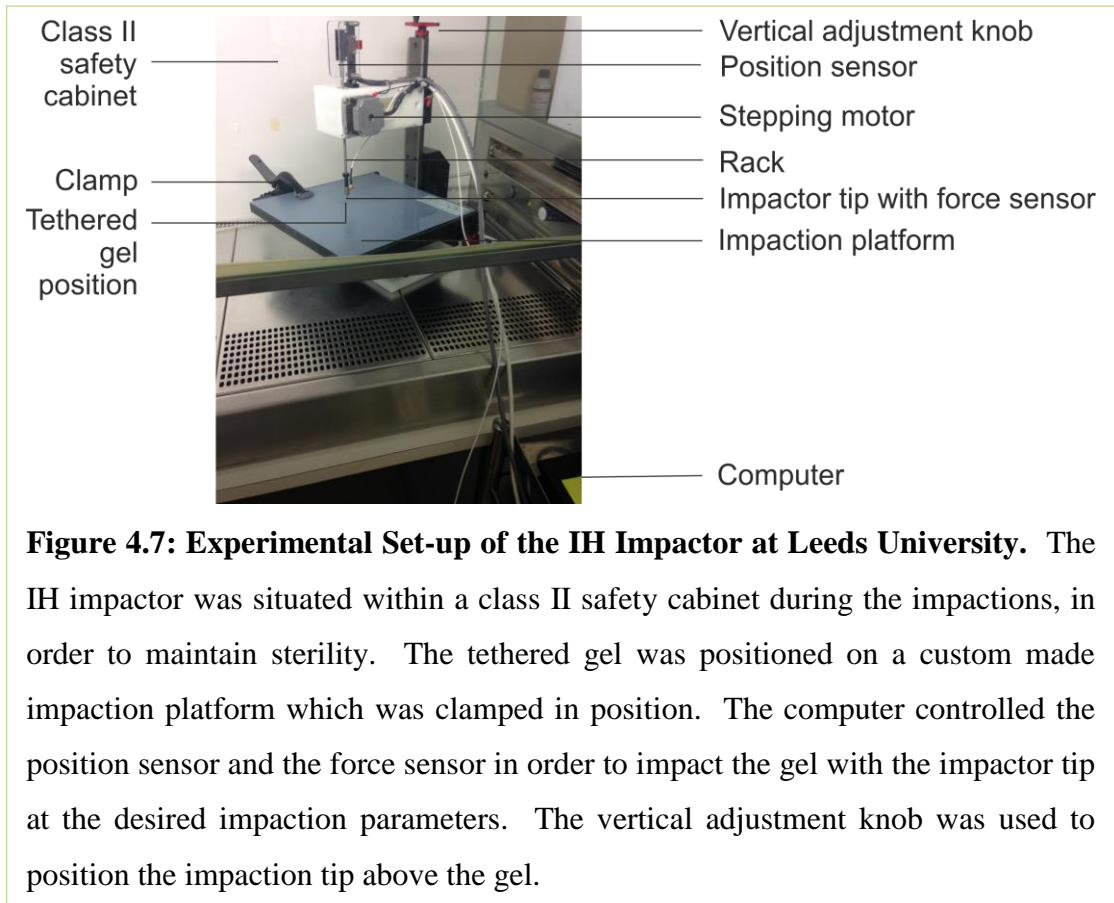 Class II
safety
cabinet
Clamp
Tethered
gel
position
Vertical adjustment knob
Position sensor
Stepping motor
Rack
Impactor tip with force sensor
Impaction platform
Computer
Figure 4.7: Experimental Set-up of the IH Impactor at Leeds University. The
IH impactor was situated within a class II safety cabinet during the impactions, in
order to maintain sterility. The tethered gel was positioned on a custom made
impaction platform which was clamped in position. The computer controlled the
position sensor and the force sensor in order to impact the gel with the impactor tip
at the desired impaction parameters. The vertical adjustment knob was used to
position the impaction tip above the gel.